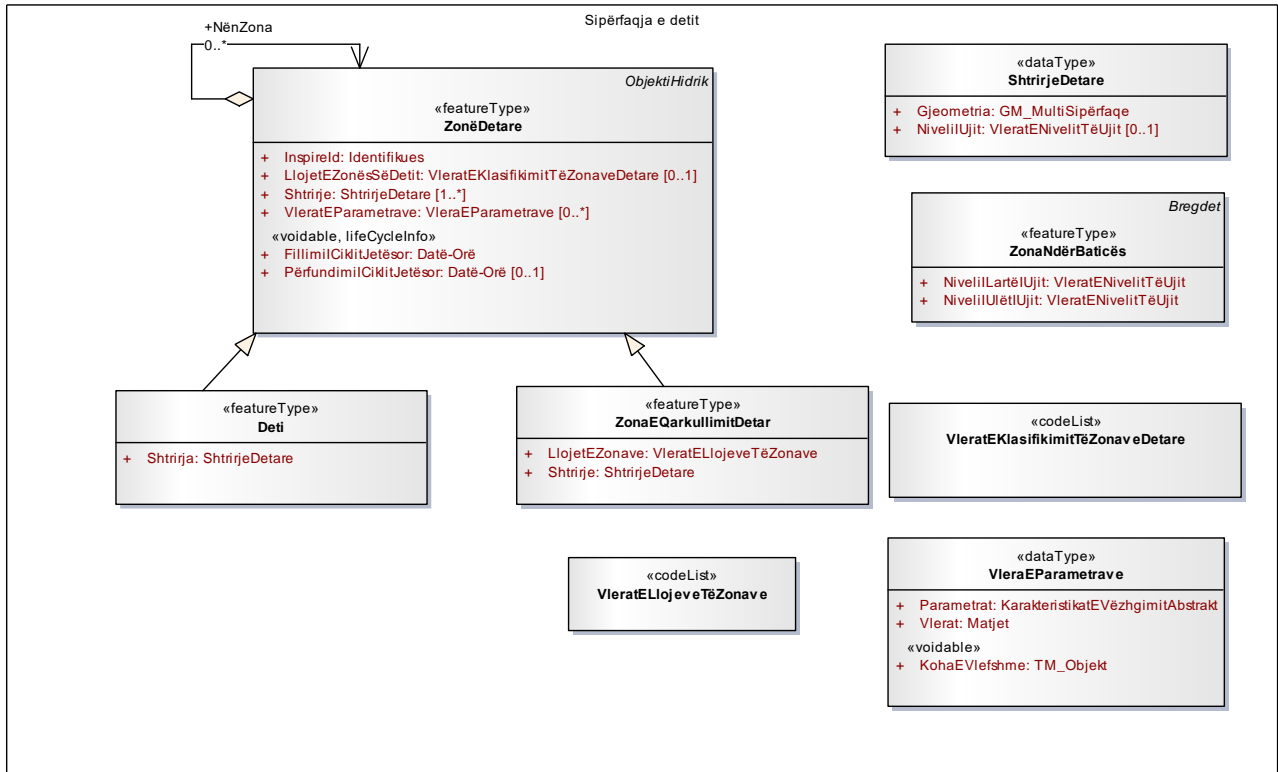 Sipërfaqja e detit
+NënZona
0..*
ObjektiHidrik
«featureType»
ZonëDetare
+ InspireId: Identifikues
+ LlojetEZonësSëDetit: VleratEKlasifikimitTëZonaveDetare [0..1]
+ Shtrirje: ShtrirjeDetare [1..*]
+ VleratEParametrave: VleraEParametrave [0..*]
«voidable, lifeCycleInfo»
+ FillimiICiklitJetësor: Datë-Orë
+ PërfundimiICiklitJetësor: Datë-Orë [0..1]
«dataType»
ShtrirjeDetare
+ Gjeometria: GM_MultiSipërfaqe
+ NiveliIUjit: VleratENivelitTëUjit [0..1]
Bregdet
«featureType»
ZonaNdërBaticës
+ NiveliILartëIUjit: VleratENivelitTëUjit
+ NiveliIUlëtIUjit: VleratENivelitTëUjit
«featureType»
Deti
+ Shtrirja: ShtrirjeDetare
«featureType»
ZonaEQarkullimitDetar
+ LlojetEZonave: VleratELlojeveTëZonave
+ Shtrirje: ShtrirjeDetare
«codeList»
VleratEKlasifikimitTëZonaveDetare
«codeList»
VleratELlojeveTëZonave
«dataType»
VleraEParametrave
+ Parametrat: KarakteristikatEVëzhgimitAbstrakt
+ Vlerat: Matjet
«voidable»
+ KohaEVlefshme: TM_Objekt